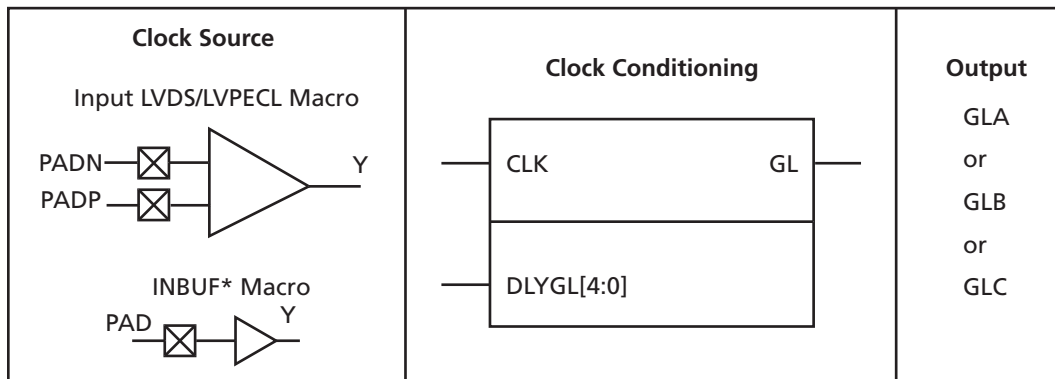 Clock Source
Input LVDS/LVPECL Macro
PADN
PADP
Y
INBUF* Macro
PAD
Y
Clock Conditioning
CLK
GL
DLYGL[4:0]
Output
GLA
or
GLB
or
GLC